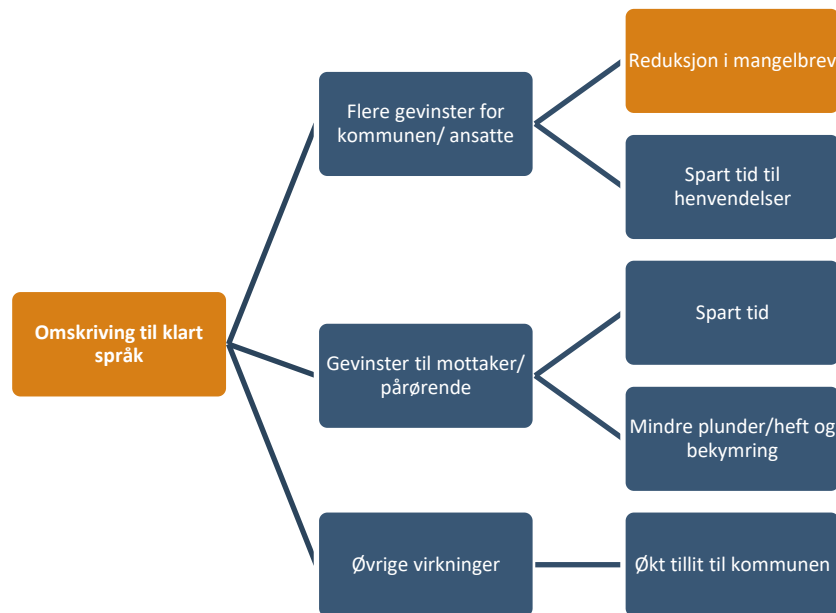 Reduksjon i mangelbrev
Flere gevinster for
kommunen/ ansatte
Spart tid til
henvendelser
Omskriving til klart
språk
Spart tid
Gevinster til mottaker/
pårørende
Mindre plunder/heft og
bekymring
Øvrige virkninger
Økt tillit til kommunen